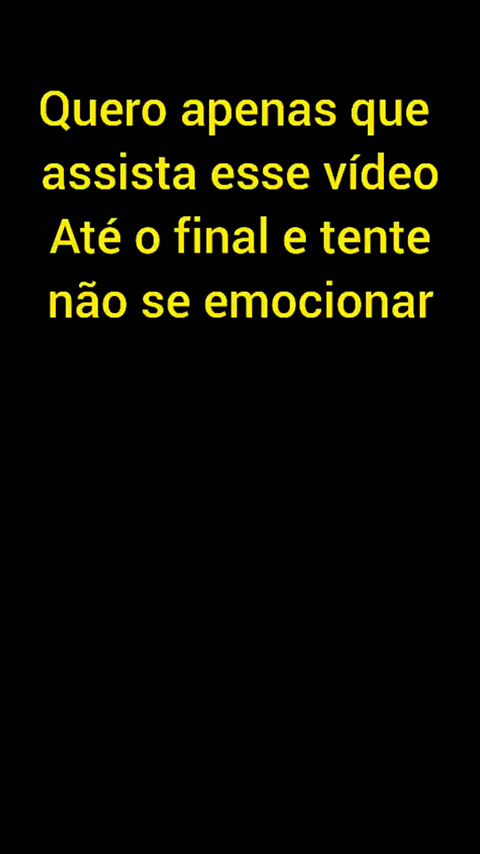 Quero apenas que
assista esse vídeo
Até o final e tente
não se emocionar